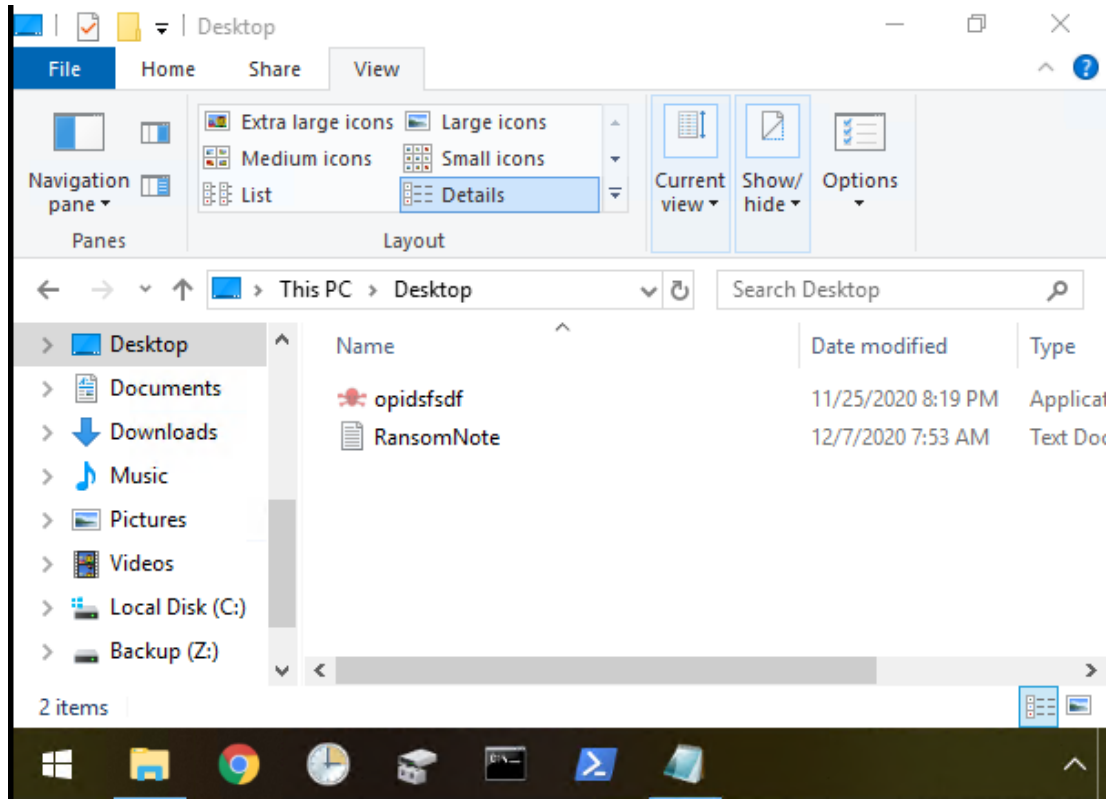 Desktop
File Home Share View
Extra large icons Large icons
Medium icons Small icons
List Details
Navigation pane
Current view
Show/ hide
Options
Panes Layout
This PC > Desktop
Search Desktop
Name Date modified Type
Desktop
Documents
Downloads
Music
Pictures
Videos
Local Disk (C:)
Backup (Z:)
opidsfsdf 11/25/2020 8:19 PM Applicat
RansomNote 12/7/2020 7:53 AM Text Doc
2 items